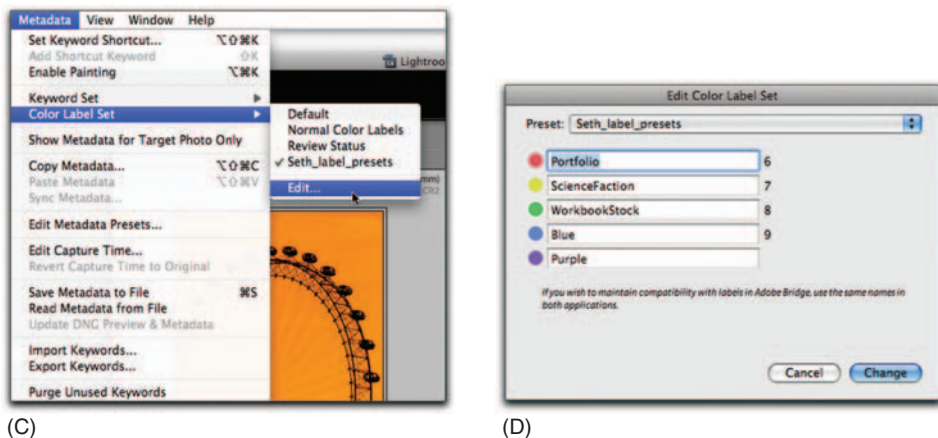 Metadata View Window Help
Set Keyword Shortcut... ⌥⇧⌘K
Add Shortcut Keyword ⇧K
Enable Painting ⌥⌘K
Keyword Set
Color Label Set
Show Metadata for Target Photo Only
Copy Metadata... ⌥⇧⌘C
Paste Metadata ⌥⇧⌘V
Sync Metadata...
Edit Metadata Presets...
Edit Capture Time...
Revert Capture Time to Original
Save Metadata to File ⌘S
Read Metadata from File
Update DNG Preview & Metadata
Import Keywords...
Export Keywords...
Purge Unused Keywords
Lightroo
Default
Normal Color Labels
Review Status
✓ Seth_label_presets
Edit...
mm)
CR2
(C)
Edit Color Label Set
Preset: Seth_label_presets
Portfolio 6
ScienceFaction 7
WorkbookStock 8
Blue 9
Purple
If you wish to maintain compatibility with labels in Adobe Bridge, use the same names in
both applications.
Cancel Change
(D)